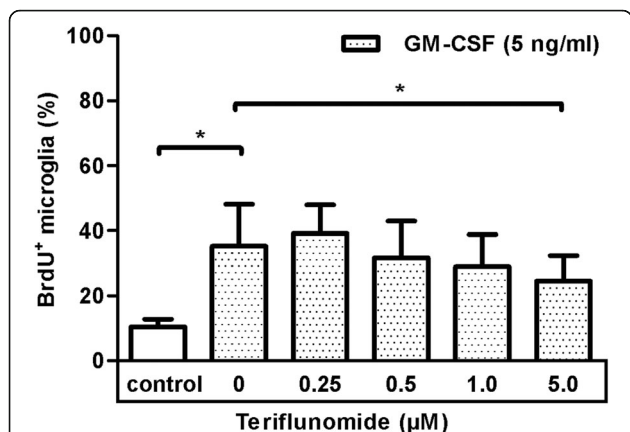 GM-CSF (5 ng/ml)
BrdU⁺ microglia (%)
100
80
60
40
20
0
*
*
control 0 0.25 0.5 1.0 5.0
Teriflunomide (µM)